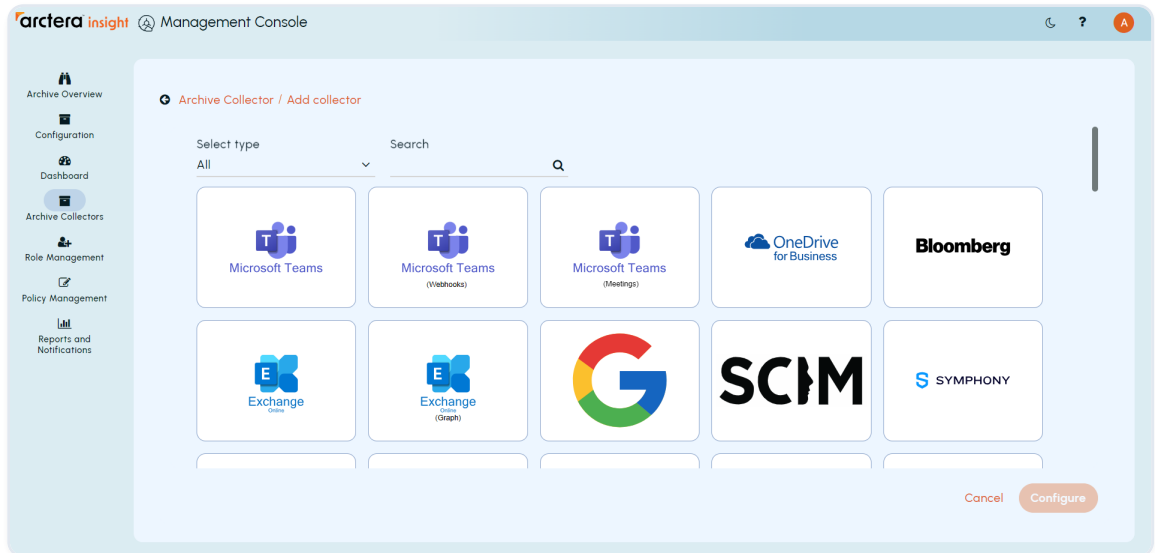 arctera insight Management Console
?
A
Archive Overview
Configuration
Dashboard
Archive Collectors
Role Management
Policy Management
Reports and
Notifications
Archive Collector / Add collector
Select type
Search
All
T
Microsoft Teams
T
Microsoft Teams
(Webhooks)
T
Microsoft Teams
(Meetings)
OneDrive
for Business
Bloomberg
E
Exchange
Online
E
Exchange
Online
(Graph)
G
SCIM
S SYMPHONY
Cancel
Configure